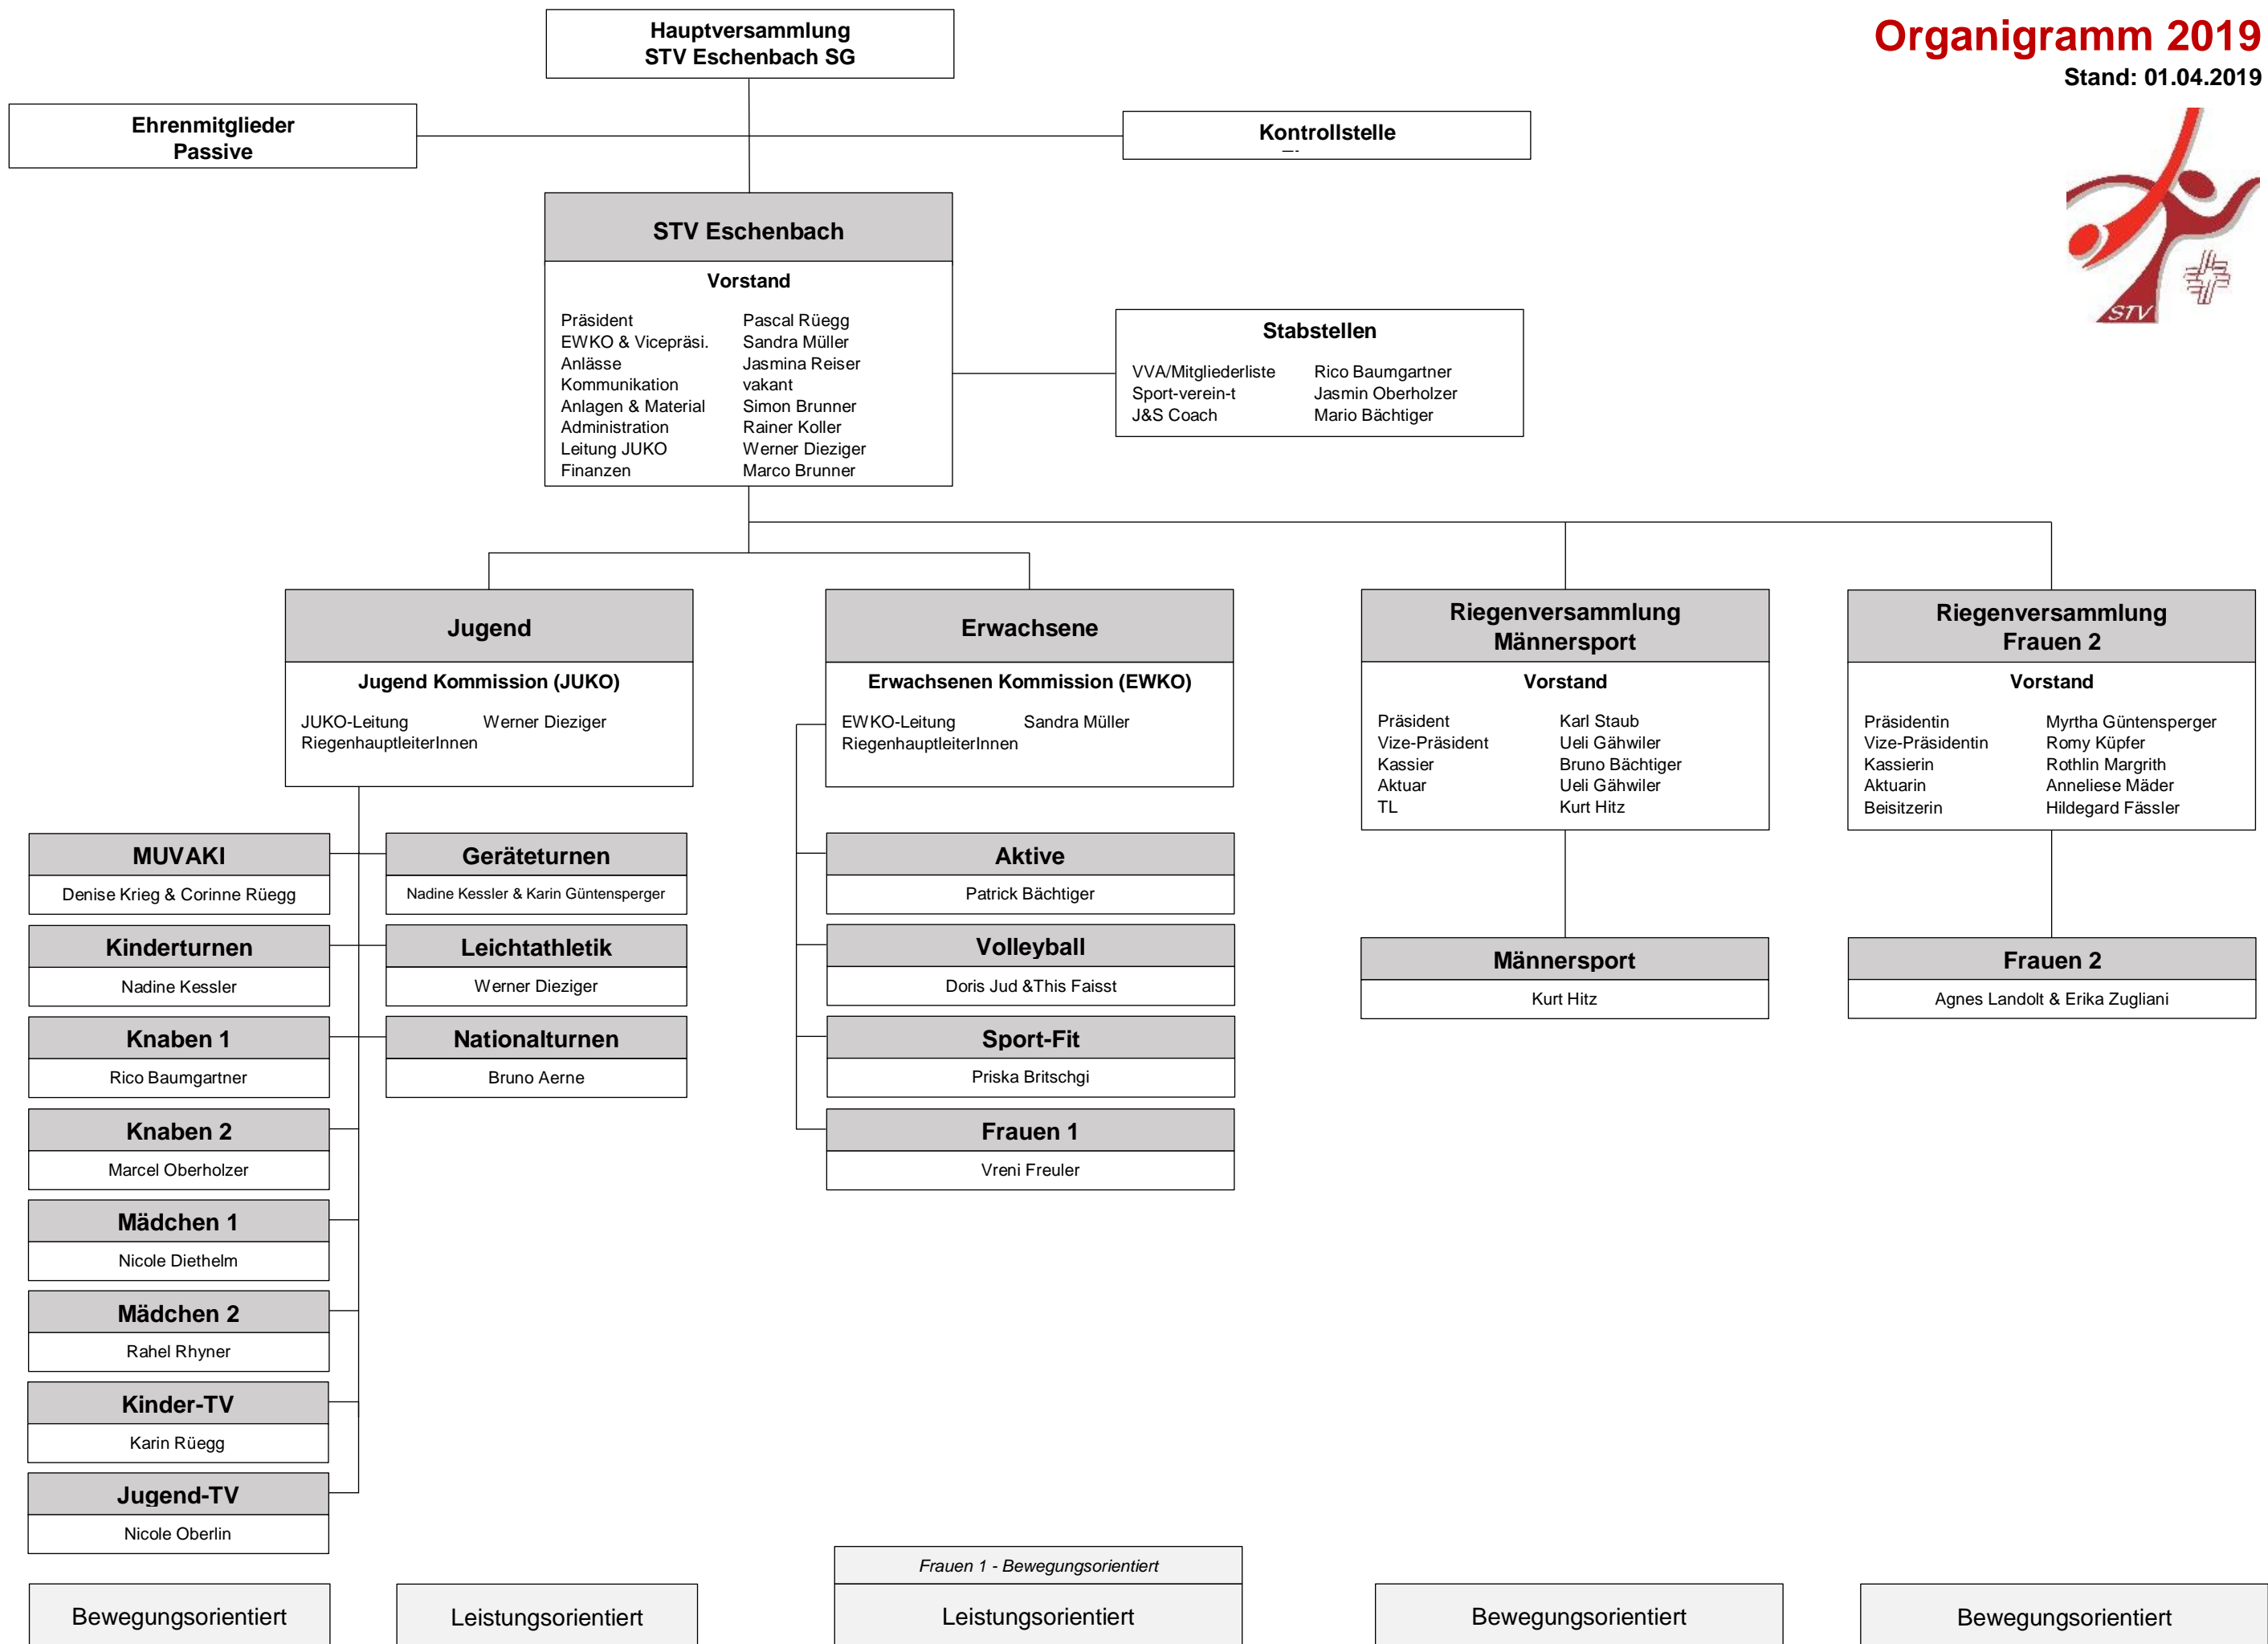 Organigramm 2019
Stand: 01.04.2019
Hauptversammlung
STV Eschenbach SG
Ehrenmitglieder
Passive
Kontrollstelle
STV
STV Eschenbach
Vorstand
Präsident Pascal Rüegg
EWKO & Vicepräsi. Sandra Müller
Anlässe Jasmina Reiser
Kommunikation vakant
Anlagen & Material Simon Brunner
Administration Rainer Koller
Leitung JUKO Werner Dieziger
Finanzen Marco Brunner
Stabstellen
VVA/Mitgliederliste Rico Baumgartner
Sport-verein-t Jasmin Oberholzer
J&S Coach Mario Bächtiger
Jugend
Jugend Kommission (JUKO)
JUKO-Leitung Werner Dieziger
RiegenhauptleiterInnen
Erwachsene
Erwachsenen Kommission (EWKO)
EWKO-Leitung Sandra Müller
RiegenhauptleiterInnen
Riegenversammlung
Männersport
Vorstand
Präsident Karl Staub
Vize-Präsident Ueli Gähwiler
Kassier Bruno Bächtiger
Aktuar Ueli Gähwiler
TL Kurt Hitz
Riegenversammlung
Frauen 2
Vorstand
Präsidentin Myrtha Güntensperger
Vize-Präsidentin Romy Küpfer
Kassierin Rothlin Margrith
Aktuarin Anneliese Mäder
Beisitzerin Hildegard Fässler
MUVAKI
Denise Krieg & Corinne Rüegg
Kinderturnen
Nadine Kessler
Knaben 1
Rico Baumgartner
Knaben 2
Marcel Oberholzer
Mädchen 1
Nicole Diethelm
Mädchen 2
Rahel Rhyner
Kinder-TV
Karin Rüegg
Jugend-TV
Nicole Oberlin
Geräteturnen
Nadine Kessler & Karin Güntensperger
Leichtathletik
Werner Dieziger
Nationalturnen
Bruno Aerne
Aktive
Patrick Bächtiger
Volleyball
Doris Jud &This Faisst
Sport-Fit
Priska Britschgi
Frauen 1
Vreni Freuler
Männersport
Kurt Hitz
Frauen 2
Agnes Landolt & Erika Zugliani
Frauen 1 - Bewegungsorientiert
Bewegungsorientiert
Leistungsorientiert
Leistungsorientiert
Bewegungsorientiert
Bewegungsorientiert